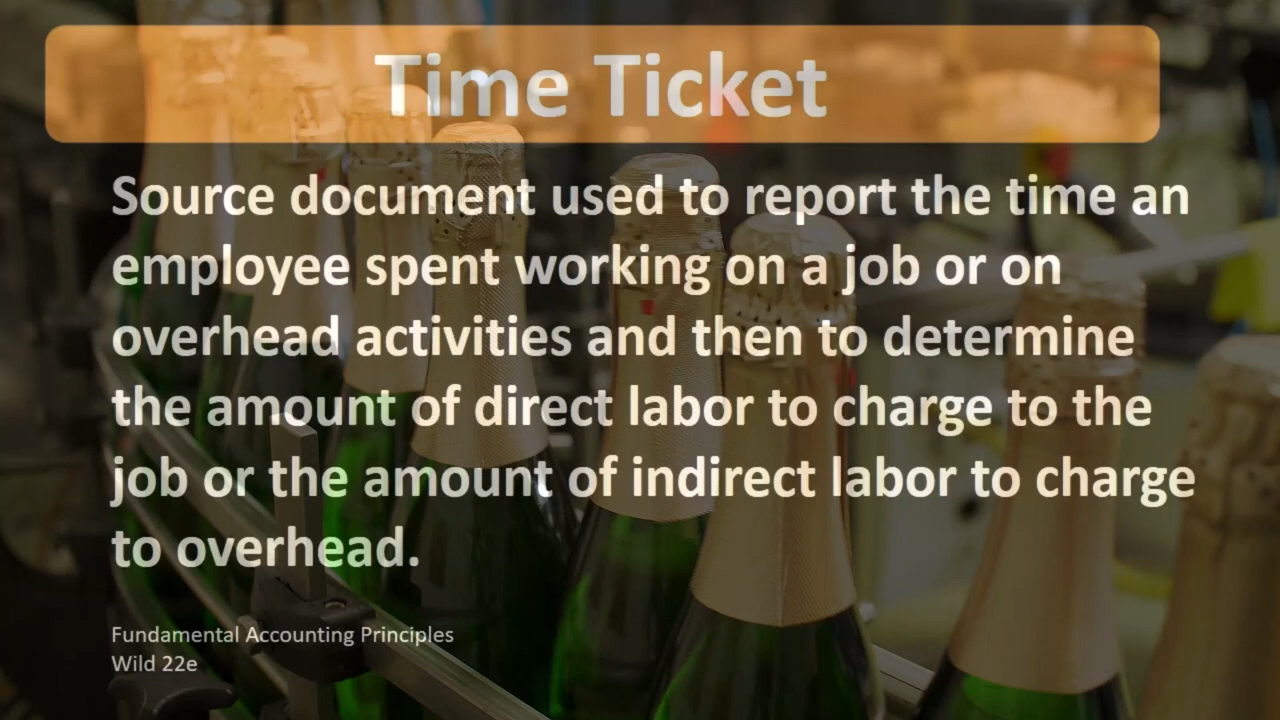 Time Ticket
Source document used to report the time an
employee spent working on a job or on
overhead activities and then to determine
the amount of direct labor to charge to the
job or the amount of indirect labor to charge
to overhead.
Fundamental Accounting Principles
Wild 22e